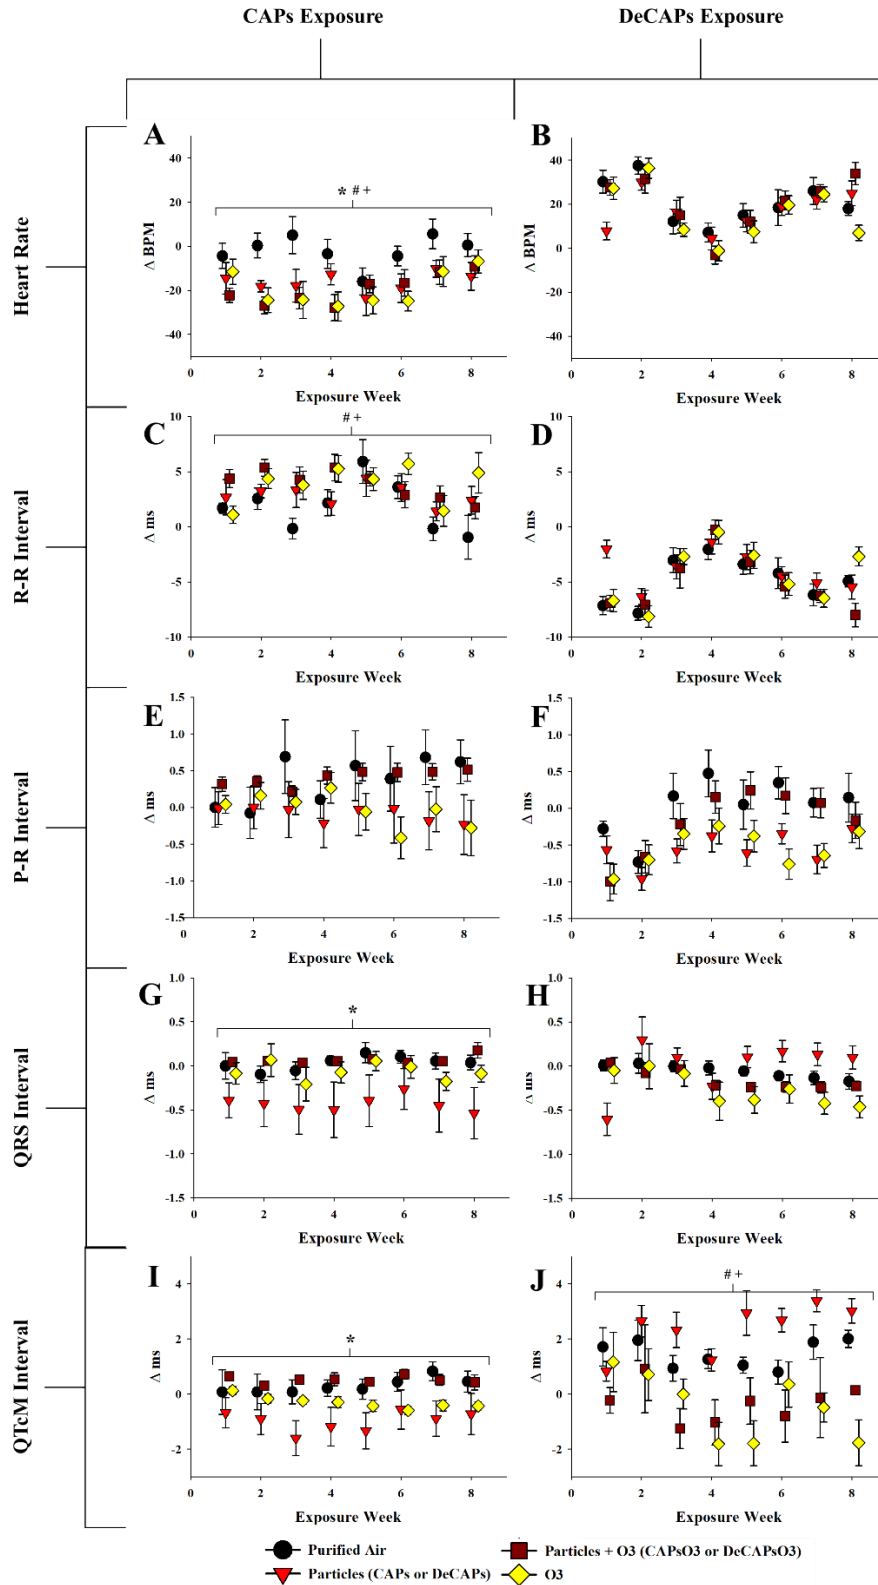 CAPs Exposure
DeCAPs Exposure
Heart Rate
A
Δ BPM
40
20
0
-20
-40
* # +
0 2 4 6 8
Exposure Week
B
Δ BPM
40
20
0
-20
-40
0 2 4 6 8
Exposure Week
R-R Interval
C
Δ ms
10
5
0
-5
-10
# +
0 2 4 6 8
Exposure Week
D
Δ ms
10
5
0
-5
-10
0 2 4 6 8
Exposure Week
P-R Interval
E
Δ ms
1.5
1.0
0.5
0.0
-0.5
-1.0
-1.5
0 2 4 6 8
Exposure Week
F
Δ ms
1.5
1.0
0.5
0.0
-0.5
-1.0
-1.5
0 2 4 6 8
Exposure Week
QRS Interval
G
Δ ms
1.0
0.5
0.0
-0.5
-1.0
-1.5
*
0 2 4 6 8
Exposure Week
H
Δ ms
1.0
0.5
0.0
-0.5
-1.0
-1.5
0 2 4 6 8
Exposure Week
QTcM Interval
I
Δ ms
4
2
0
-2
*
0 2 4 6 8
Exposure Week
J
Δ ms
4
2
0
-2
# +
0 2 4 6 8
Exposure Week
Purified Air
Particles + O3 (CAPsO3 or DeCAPsO3)
Particles (CAPs or DeCAPs)
O3